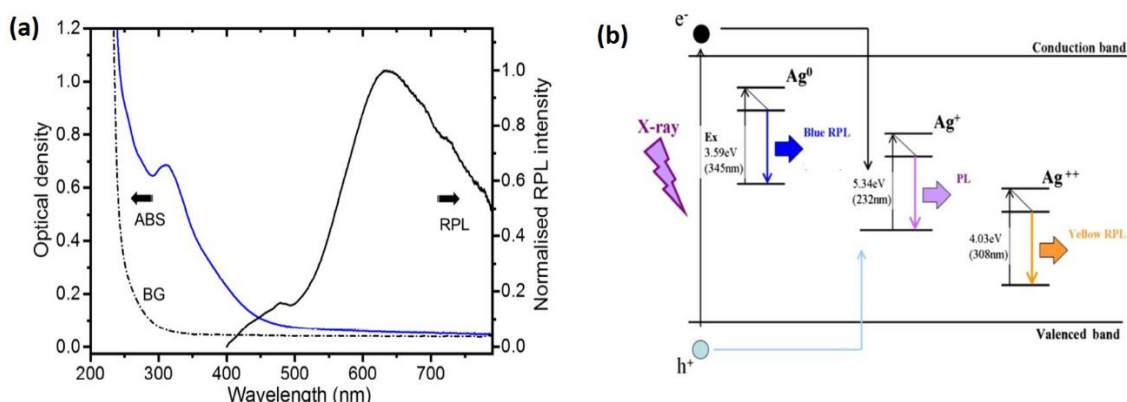 (a)
1.2
1.0
0.8
0.6
0.4
0.2
0.0
Optical density
ABS
BG
RPL
1.0
0.8
0.6
0.4
0.2
0.0
Normalised RPL intensity
200 300 400 500 600 700
Wavelength (nm)
(b)
e-
Conduction band
X-ray
Ag0
Ex
3.59eV
(345nm)
Blue RPL
Ag+
5.34eV
(232nm)
PL
Ag++
4.03eV
(308nm)
Yellow RPL
Valenced band
h+